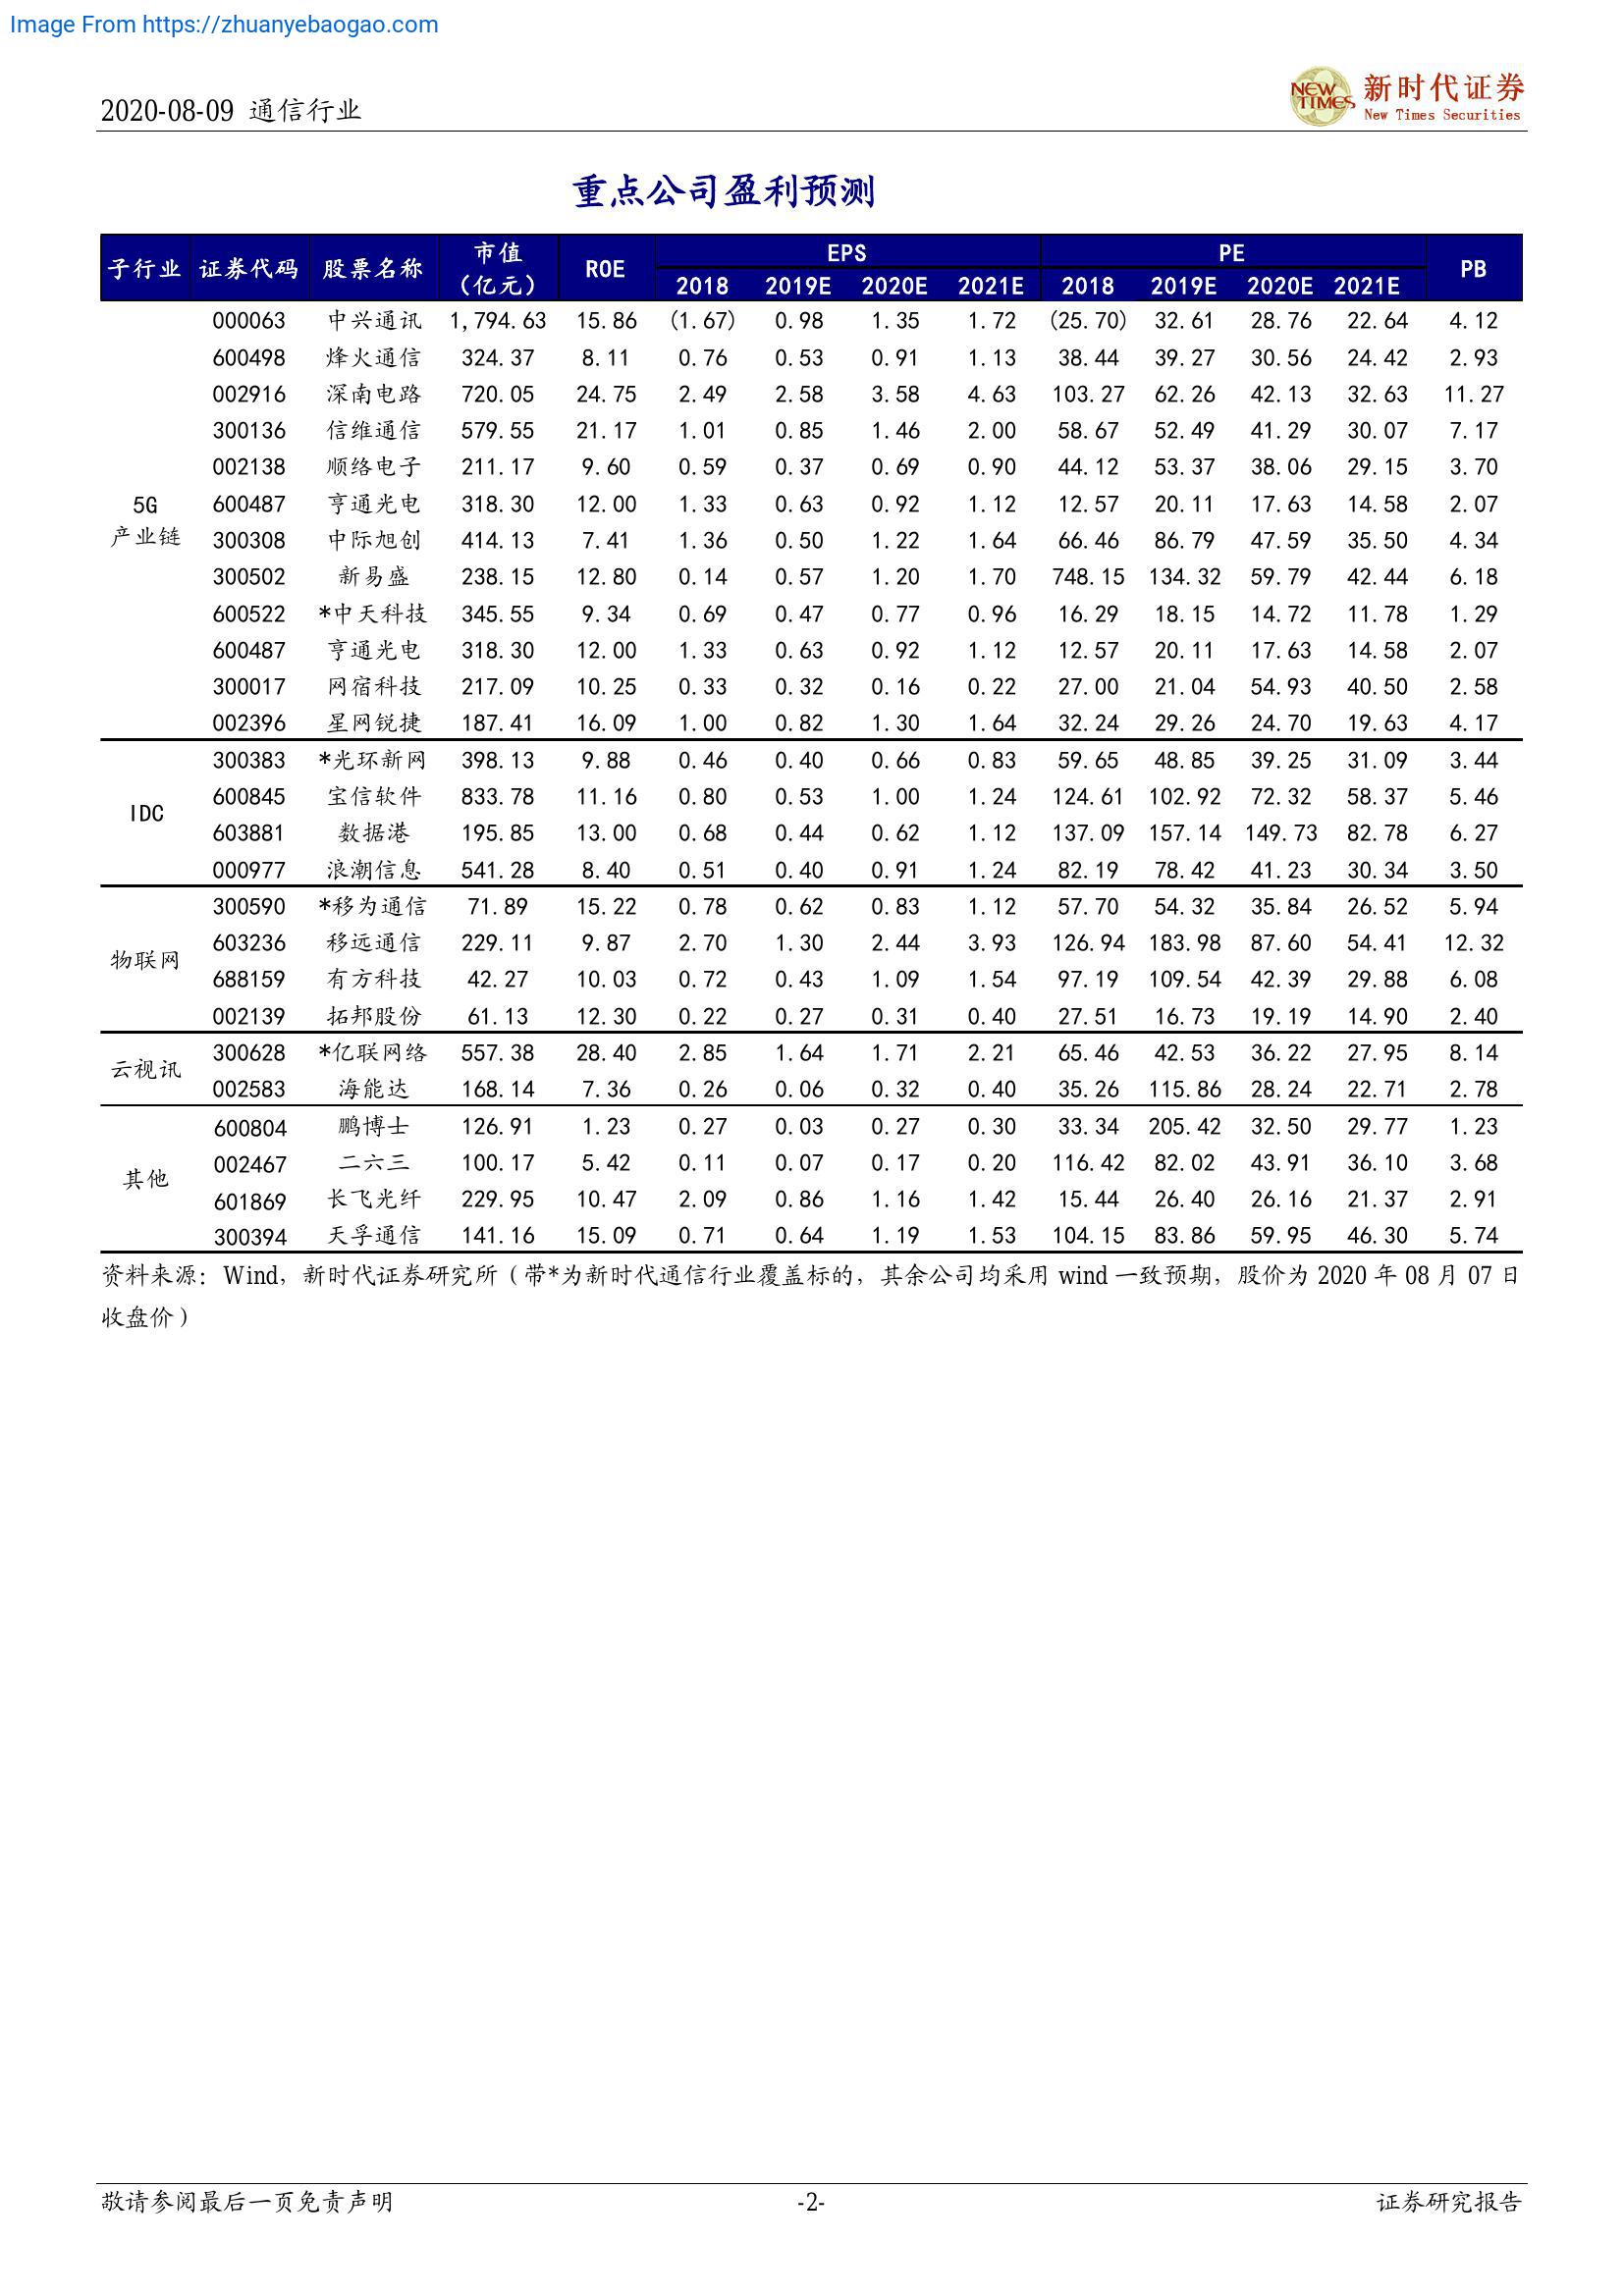 Image From https://zhuanyebaogao.com
2020-08-09 通信行业
NEW TIMES 新时代证券
New Times Securities
重点公司盈利预测
子行业 证券代码 股票名称 市值（亿元） ROE EPS PE PB
2018 2019E 2020E 2021E 2018 2019E 2020E 2021E
5G 产业链
000063 中兴通讯 1,794.63 15.86 (1.67) 0.98 1.35 1.72 (25.70) 32.61 28.76 22.64 4.12
600498 烽火通信 324.37 8.11 0.76 0.53 0.91 1.13 38.44 39.27 30.56 24.42 2.93
002916 深南电路 720.05 24.75 2.49 2.58 3.58 4.63 103.27 62.26 42.13 32.63 11.27
300136 信维通信 579.55 21.17 1.01 0.85 1.46 2.00 58.67 52.49 41.29 30.07 7.17
002138 顺络电子 211.17 9.60 0.59 0.37 0.69 0.90 44.12 53.37 38.06 29.15 3.70
600487 亨通光电 318.30 12.00 1.33 0.63 0.92 1.12 12.57 20.11 17.63 14.58 2.07
300308 中际旭创 414.13 7.41 1.36 0.50 1.22 1.64 66.46 86.79 47.59 35.50 4.34
300502 新易盛 238.15 12.80 0.14 0.57 1.20 1.70 748.15 134.32 59.79 42.44 6.18
600522 *中天科技 345.55 9.34 0.69 0.47 0.77 0.96 16.29 18.15 14.72 11.78 1.29
600487 亨通光电 318.30 12.00 1.33 0.63 0.92 1.12 12.57 20.11 17.63 14.58 2.07
300017 网宿科技 217.09 10.25 0.33 0.32 0.16 0.22 27.00 21.04 54.93 40.50 2.58
002396 星网锐捷 187.41 16.09 1.00 0.82 1.30 1.64 32.24 29.26 24.70 19.63 4.17
IDC
300383 *光环新网 398.13 9.88 0.46 0.40 0.66 0.83 59.65 48.85 39.25 31.09 3.44
600845 宝信软件 833.78 11.16 0.80 0.53 1.00 1.24 124.61 102.92 72.32 58.37 5.46
603881 数据港 195.85 13.00 0.68 0.44 0.62 1.12 137.09 157.14 149.73 82.78 6.27
000977 浪潮信息 541.28 8.40 0.51 0.40 0.91 1.24 82.19 78.42 41.23 30.34 3.50
物联网
300590 *移为通信 71.89 15.22 0.78 0.62 0.83 1.12 57.70 54.32 35.84 26.52 5.94
603236 移远通信 229.11 9.87 2.70 1.30 2.44 3.93 126.94 183.98 87.60 54.41 12.32
688159 有方科技 42.27 10.03 0.72 0.43 1.09 1.54 97.19 109.54 42.39 29.88 6.08
002139 拓邦股份 61.13 12.30 0.22 0.27 0.31 0.40 27.51 16.73 19.19 14.90 2.40
云视讯
300628 *亿联网络 557.38 28.40 2.85 1.64 1.71 2.21 65.46 42.53 36.22 27.95 8.14
002583 海能达 168.14 7.36 0.26 0.06 0.32 0.40 35.26 115.86 28.24 22.71 2.78
其他
600804 鹏博士 126.91 1.23 0.27 0.03 0.27 0.30 33.34 205.42 32.50 29.77 1.23
002467 二六三 100.17 5.42 0.11 0.07 0.17 0.20 116.42 82.02 43.91 36.10 3.68
601869 长飞光纤 229.95 10.47 2.09 0.86 1.16 1.42 15.44 26.40 26.16 21.37 2.91
300394 天孚通信 141.16 15.09 0.71 0.64 1.19 1.53 104.15 83.86 59.95 46.30 5.74
资料来源：Wind，新时代证券研究所（带*为新时代通信行业覆盖标的，其余公司均采用 wind 一致预期，股价为 2020 年 08 月 07 日
收盘价）
敬请参阅最后一页免责声明 -2- 证券研究报告